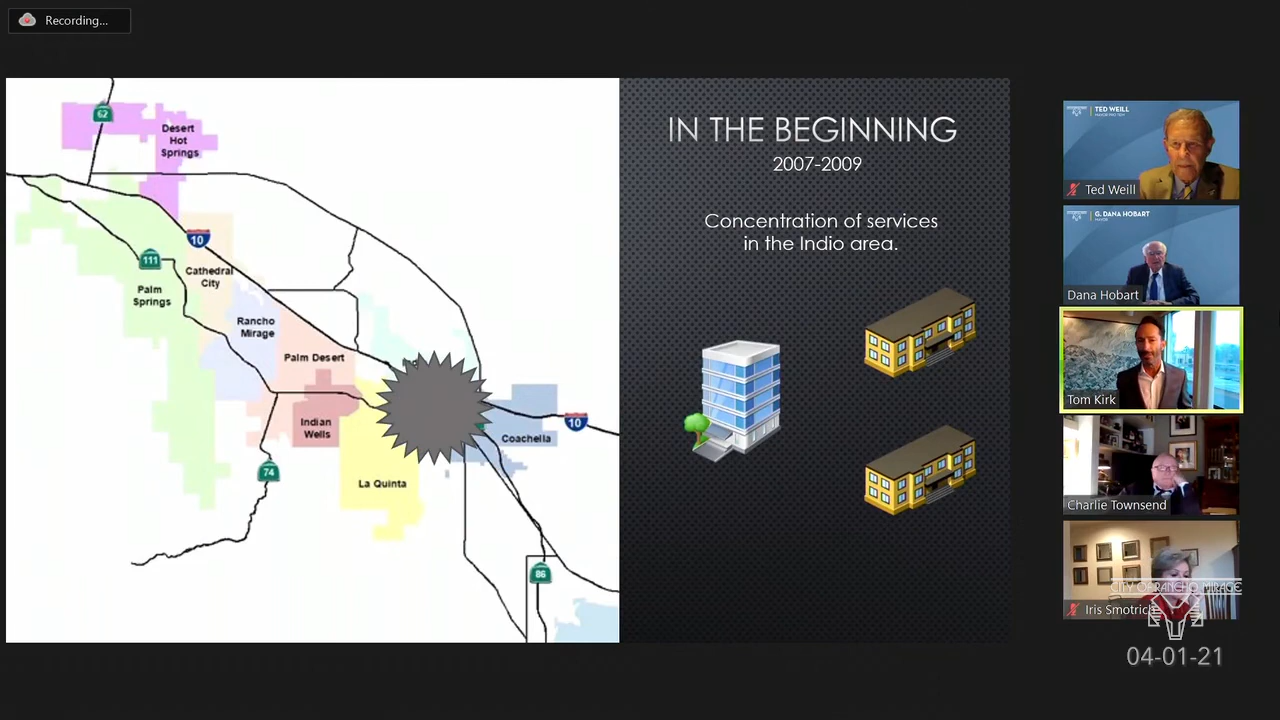 Recording...
62
Desert
Hot
Springs
10
111
Cathedral
City
Palm
Springs
Rancho
Mirage
Palm Desert
Indian
Wells
Coachella
10
74
La Quinta
86
IN THE BEGINNING
2007-2009
Concentration of services
in the Indio area.
TED WEILL
Ted Weill
G. DANA HOBART
MAYOR
Dana Hobart
Tom Kirk
Charlie Townsend
Iris Smotrich
CITY OF RANCHO MIRAGE
04-01-21